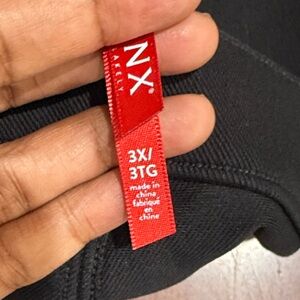 NX®
3X/
3TG
made in
china
fabriqué
en
chine